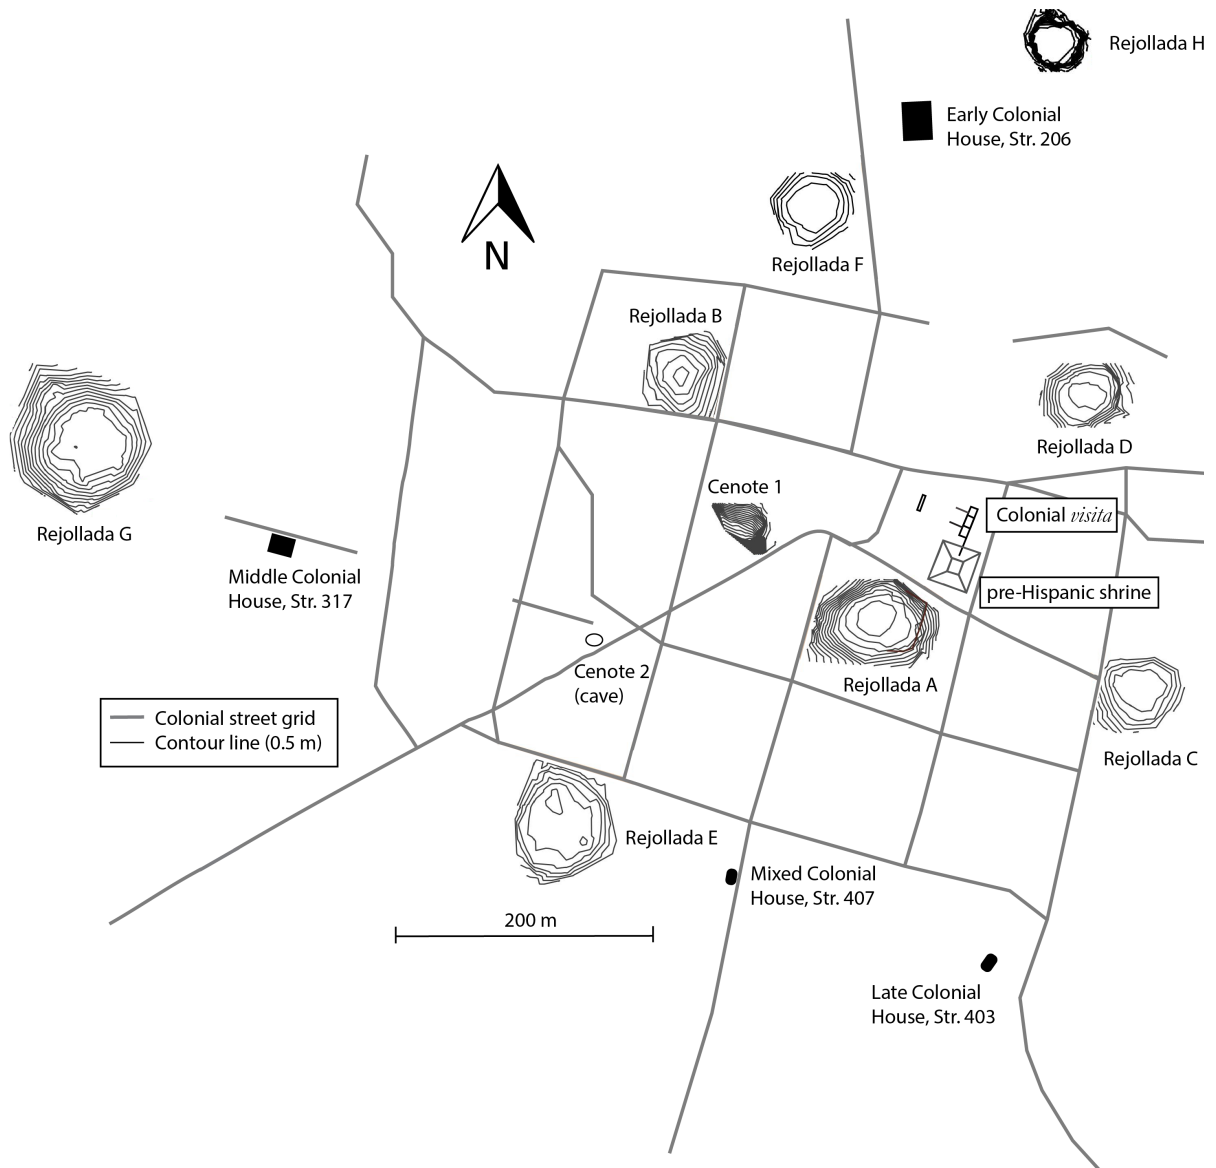 Rejollada H
Early Colonial
House, Str. 206
N
Rejollada F
Rejollada B
Rejollada D
Rejollada G
Cenote 1
Colonial visita
Middle Colonial
House, Str. 317
pre-Hispanic shrine
Cenote 2
(cave)
Rejollada A
Colonial street grid
Contour line (0.5 m)
Rejollada C
Rejollada E
Mixed Colonial
House, Str. 407
200 m
Late Colonial
House, Str. 403